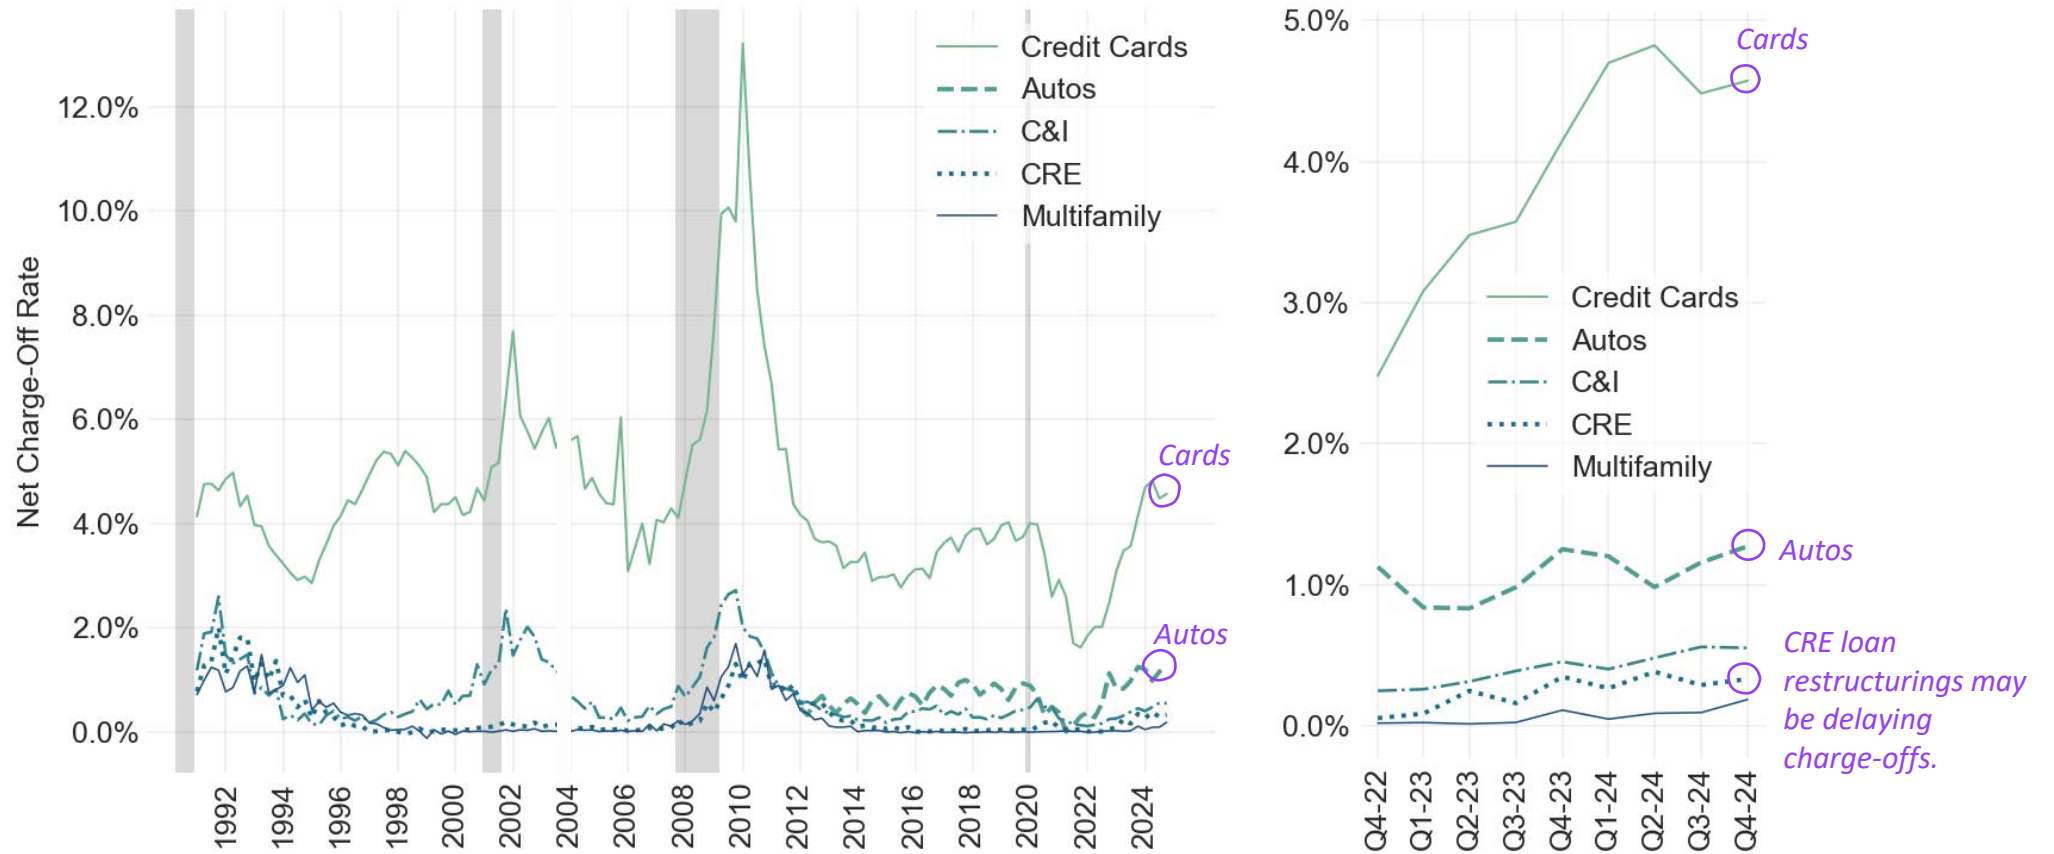 Net Charge-Off Rate
12.0%
10.0%
8.0%
6.0%
4.0%
2.0%
0.0%
1992
1994
1996
1998
2000
2002
2004
2006
2008
2010
2012
2014
2016
2018
2020
2022
2024
Credit Cards
Autos
C&I
CRE
Multifamily
Cards
Autos
5.0%
4.0%
3.0%
2.0%
1.0%
0.0%
Q4-22
Q1-23
Q2-23
Q3-23
Q4-23
Q1-24
Q2-24
Q3-24
Q4-24
Credit Cards
Autos
C&I
CRE
Multifamily
Cards
Autos
CRE loan
restructurings may
be delaying
charge-offs.